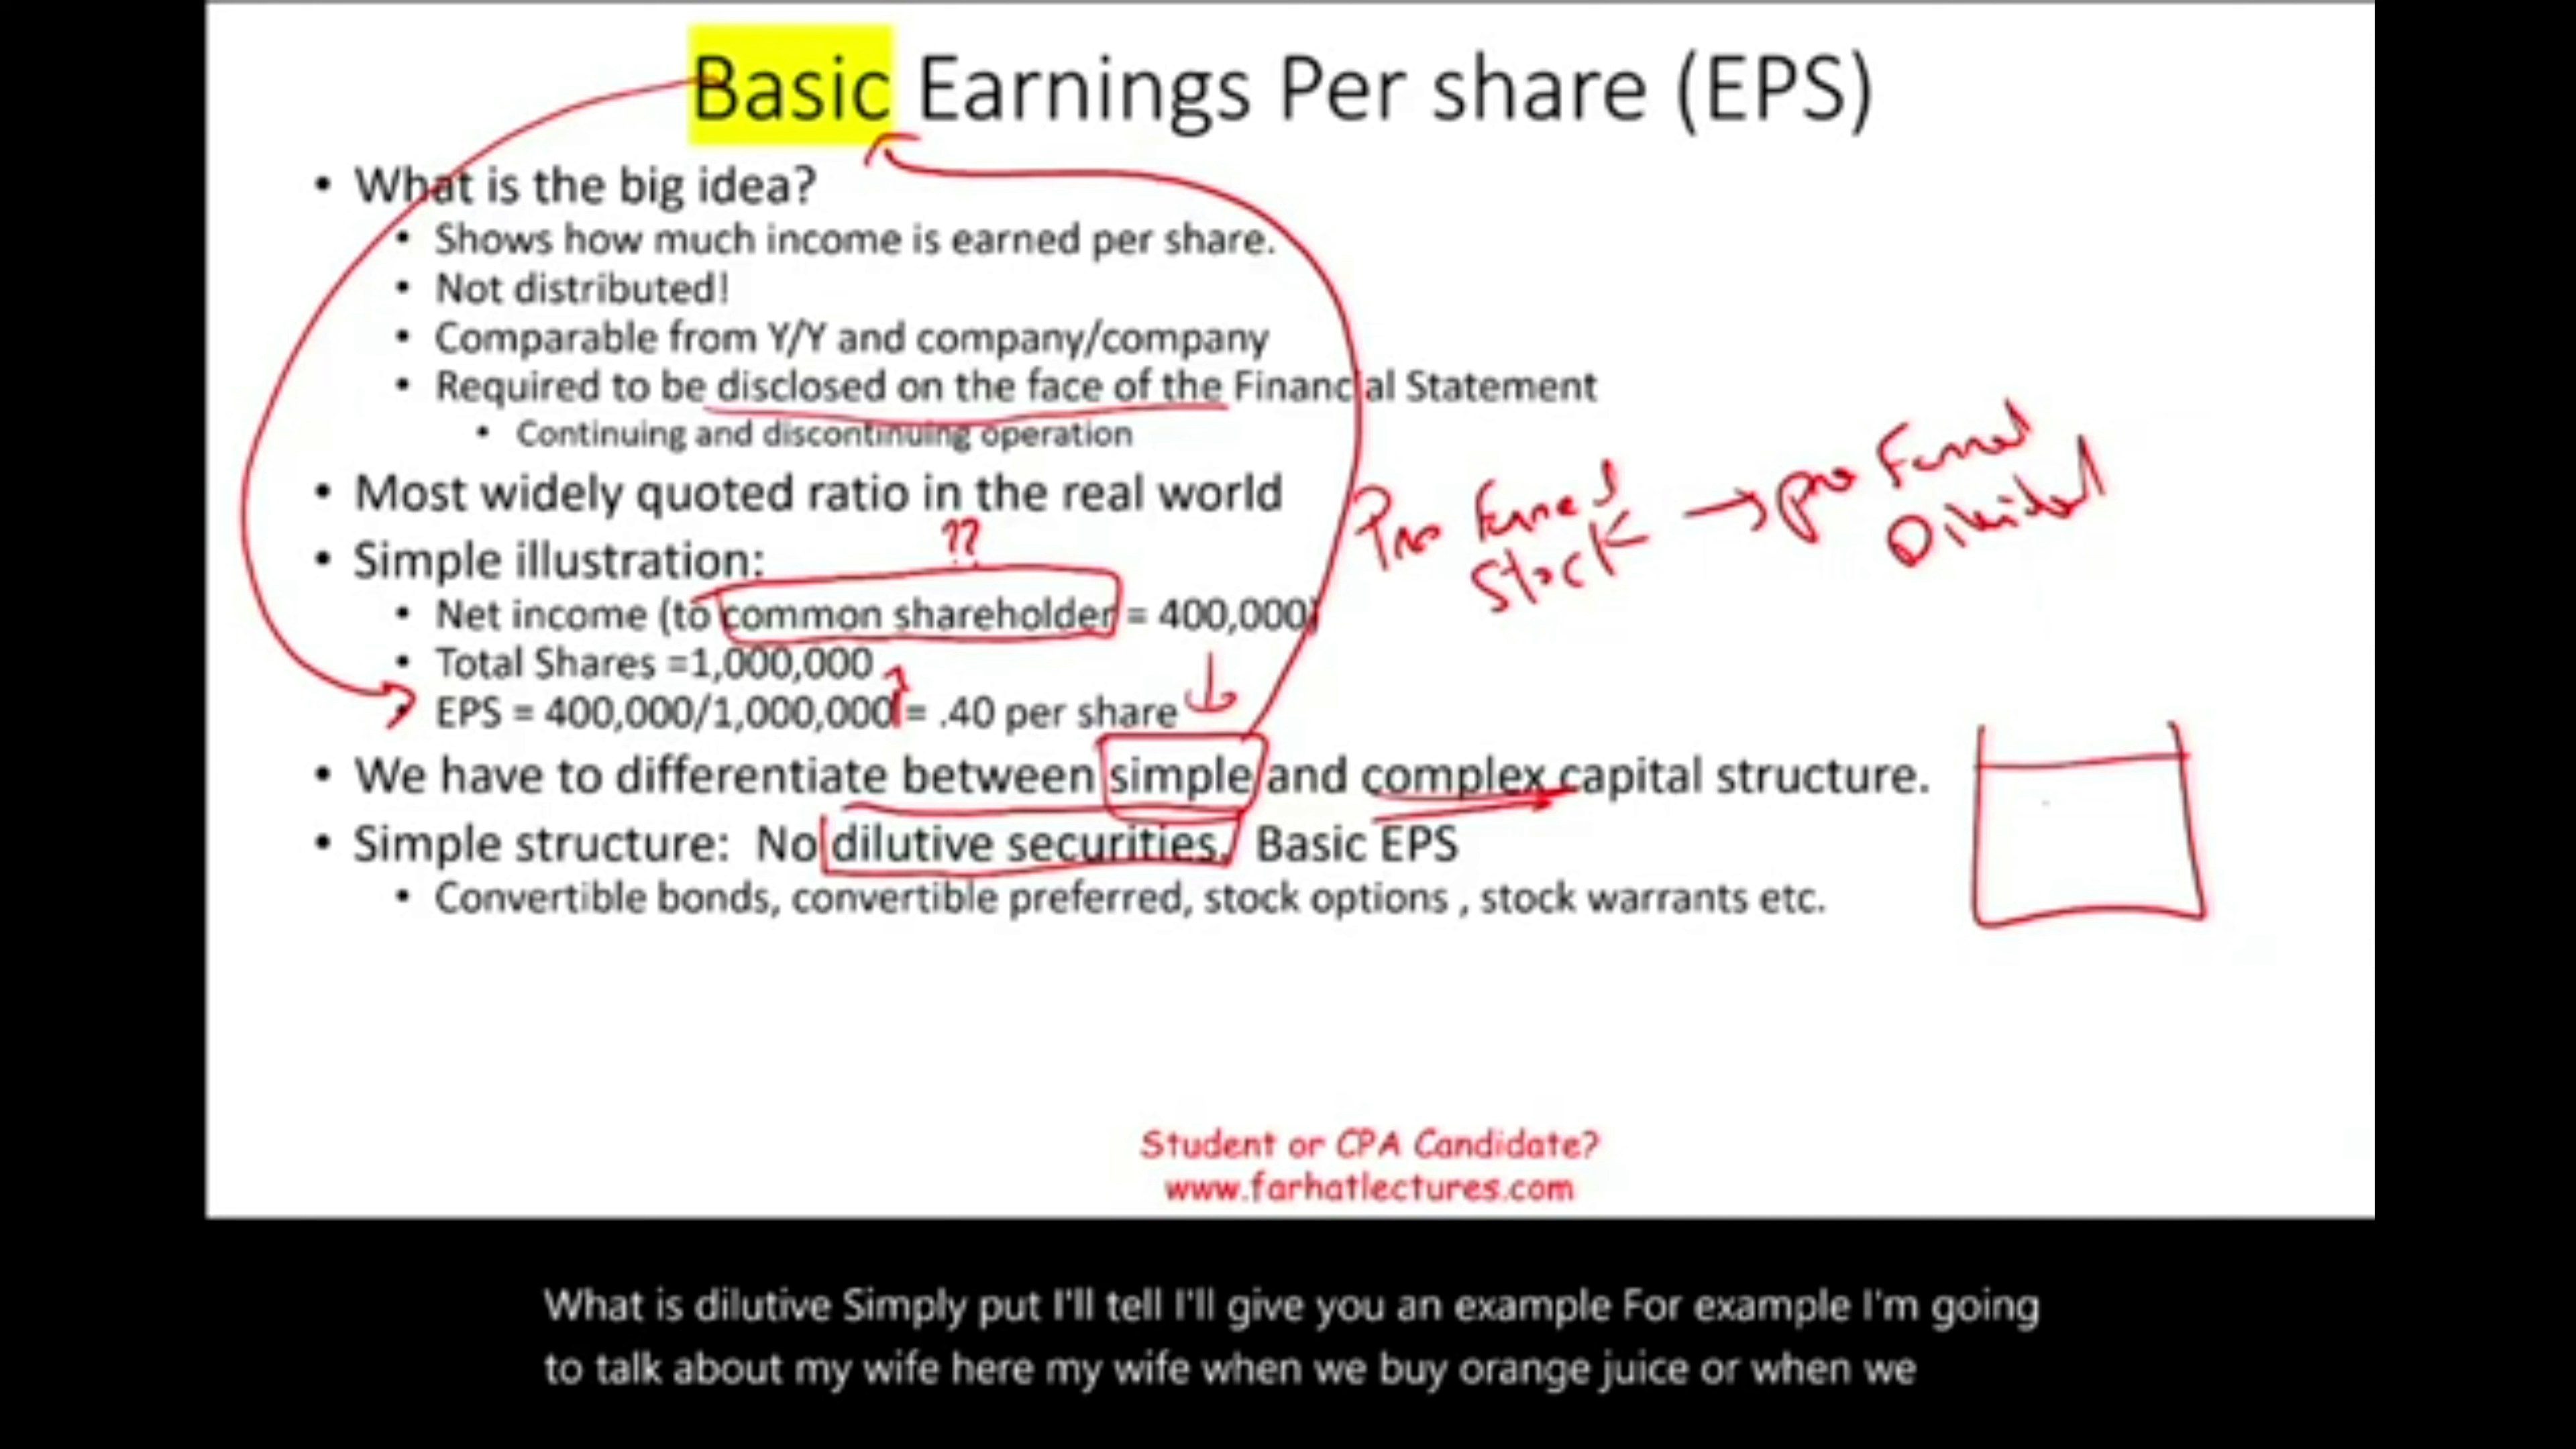 Basic Earnings Per share (EPS)
• What is the big idea?
• Shows how much income is earned per share.
• Not distributed!
• Comparable from Y/Y and company/company
• Required to be disclosed on the face of the Financial Statement
• Continuing and discontinuing operation
• Most widely quoted ratio in the real world
??
Preferred
Stock → preferred
Dividend
• Simple illustration:
• Net income (to common shareholder = 400,000)
• Total Shares =1,000,000
• EPS = 400,000/1,000,000 = .40 per share
• We have to differentiate between simple and complex capital structure.
• Simple structure: No dilutive securities. Basic EPS
• Convertible bonds, convertible preferred, stock options , stock warrants etc.
Student or CPA Candidate?
www.farhatlectures.com
What is dilutive Simply put I'll tell I'll give you an example For example I'm going
to talk about my wife here my wife when we buy orange juice or when we